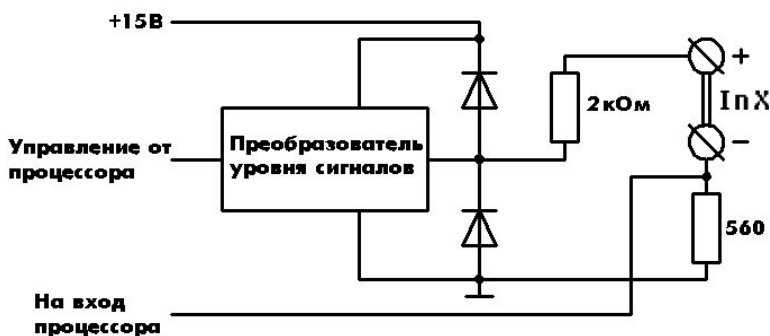 +15В
+
2кОм
InX
Преобразователь
уровня сигналов
Управление от
процессора
−
560
На вход
процессора